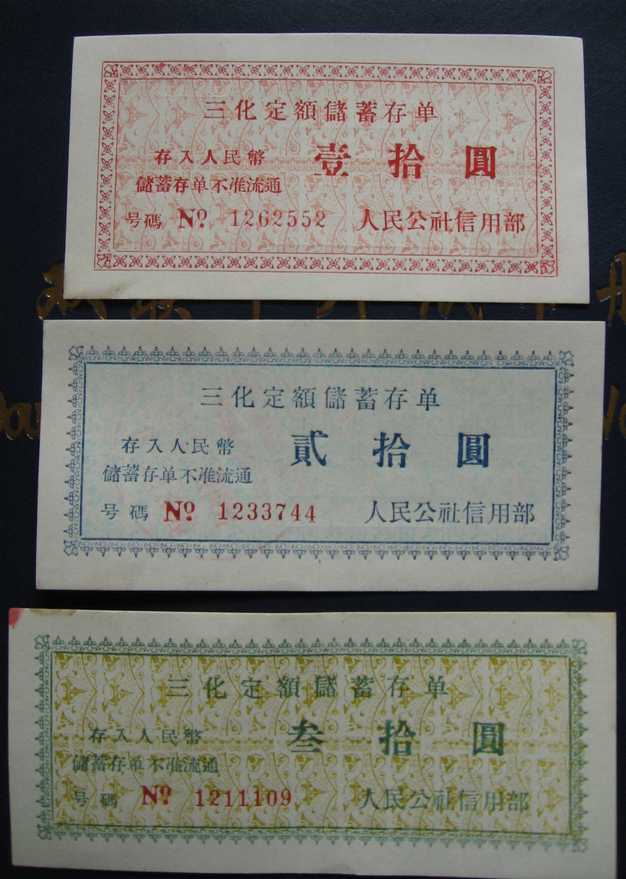 三化定額儲蓄存单
存入人民幣 壹拾圓
儲蓄存单不准流通
号碼 Nº 1262552 人民公社信用部
三化定額儲蓄存单
存入人民幣 貳拾圓
儲蓄存单不准流通
号碼 Nº 1233744 人民公社信用部
三化定額儲蓄存单
存入人民幣 叁拾圓
儲蓄存单不准流通
号碼 Nº 1211109 人民公社信用部